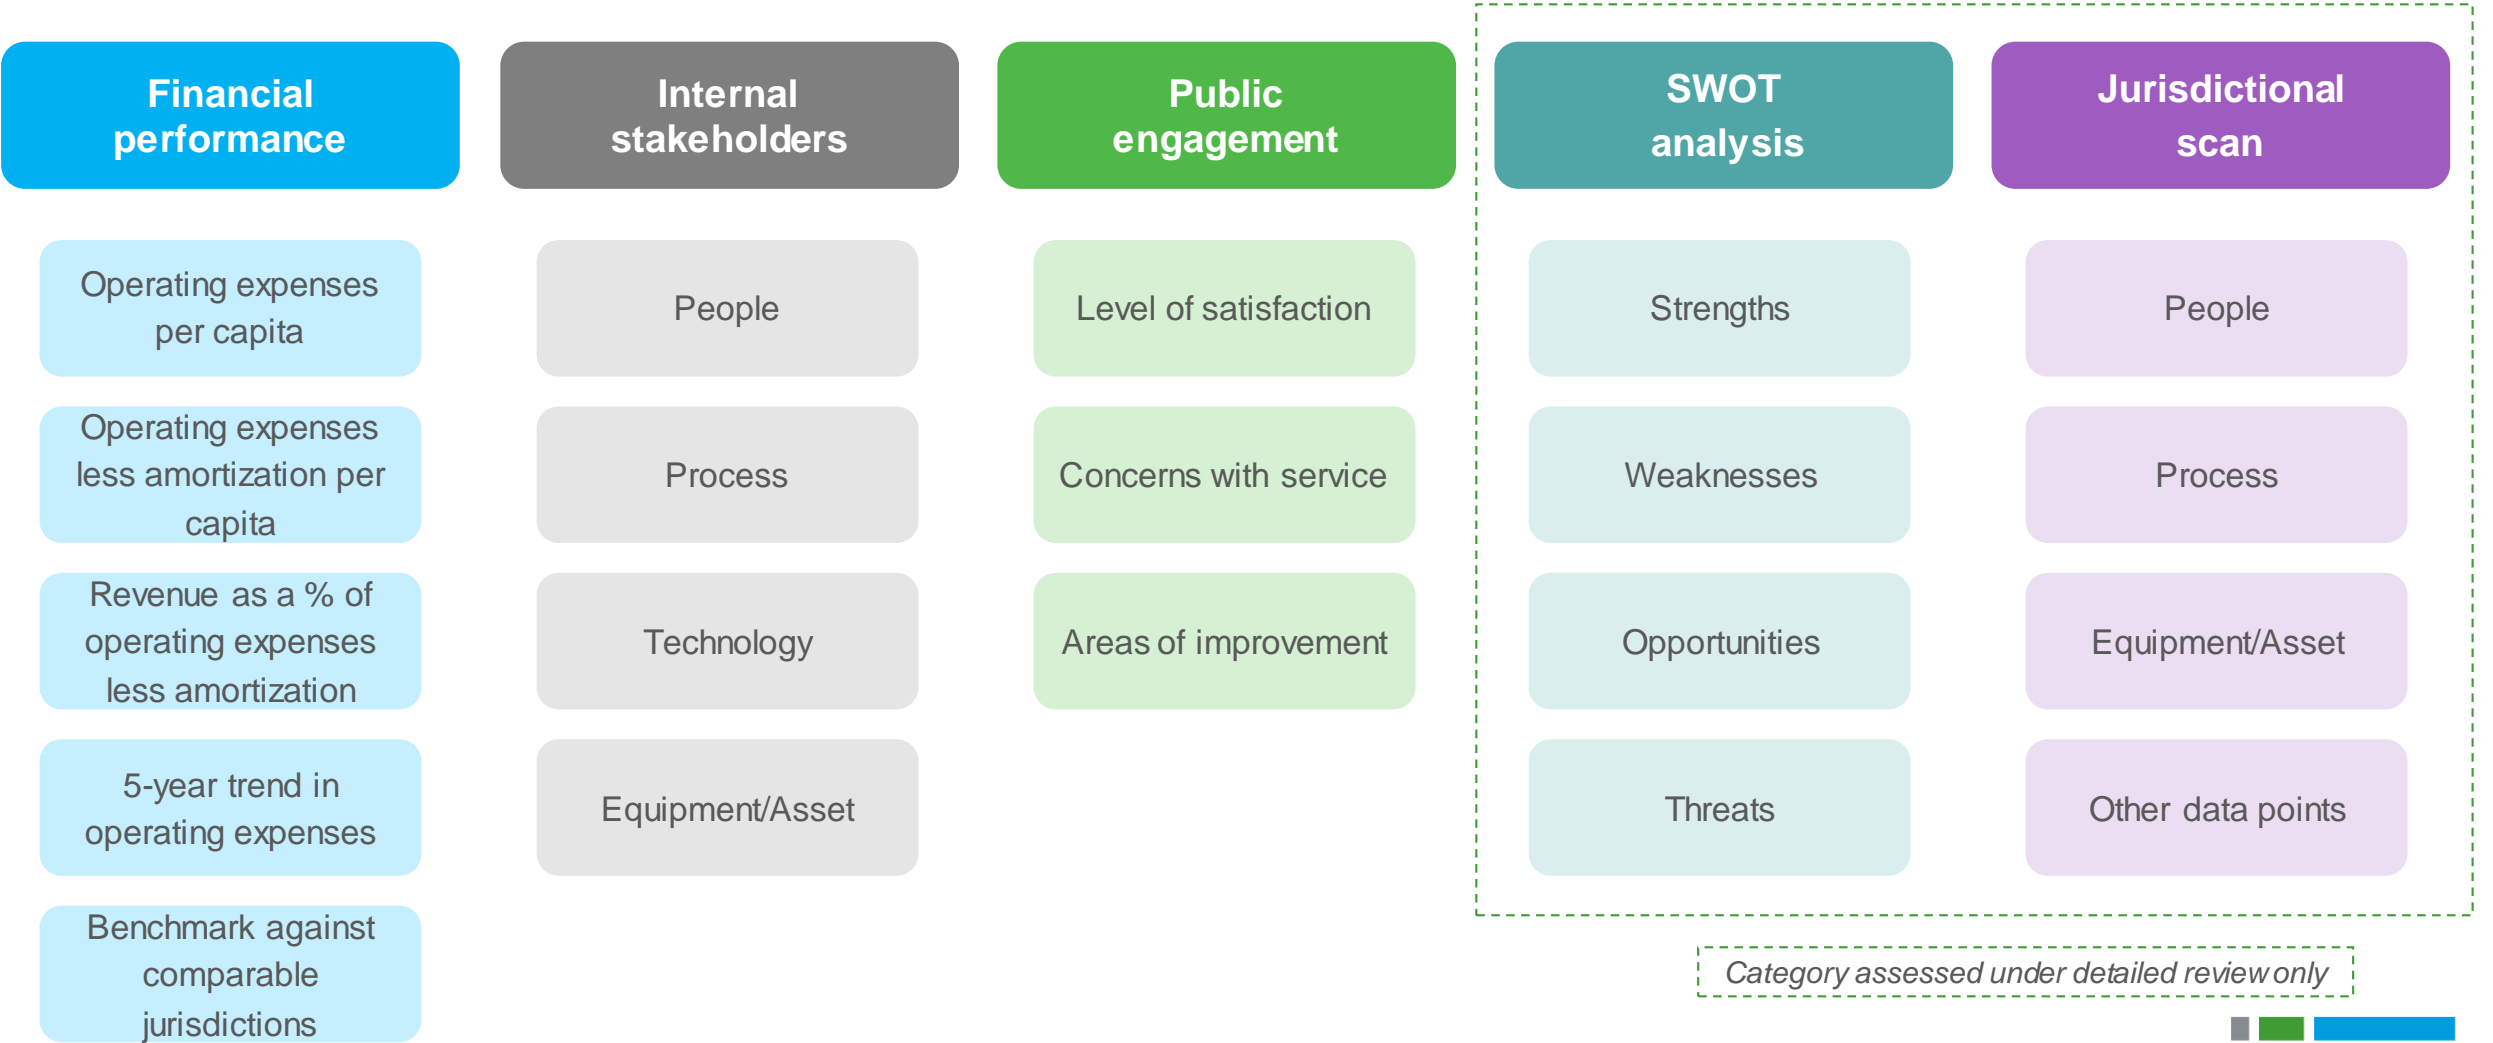 Financial
performance
Operating expenses
per capita
Operating expenses
less amortization per
capita
Revenue as a % of
operating expenses
less amortization
5-year trend in
operating expenses
Benchmark against
comparable
jurisdictions
Internal
stakeholders
People
Process
Technology
Equipment/Asset
Public
engagement
Level of satisfaction
Concerns with service
Areas of improvement
SWOT
analysis
Strengths
Weaknesses
Opportunities
Threats
Jurisdictional
scan
People
Process
Equipment/Asset
Other data points
Category assessed under detailed review only